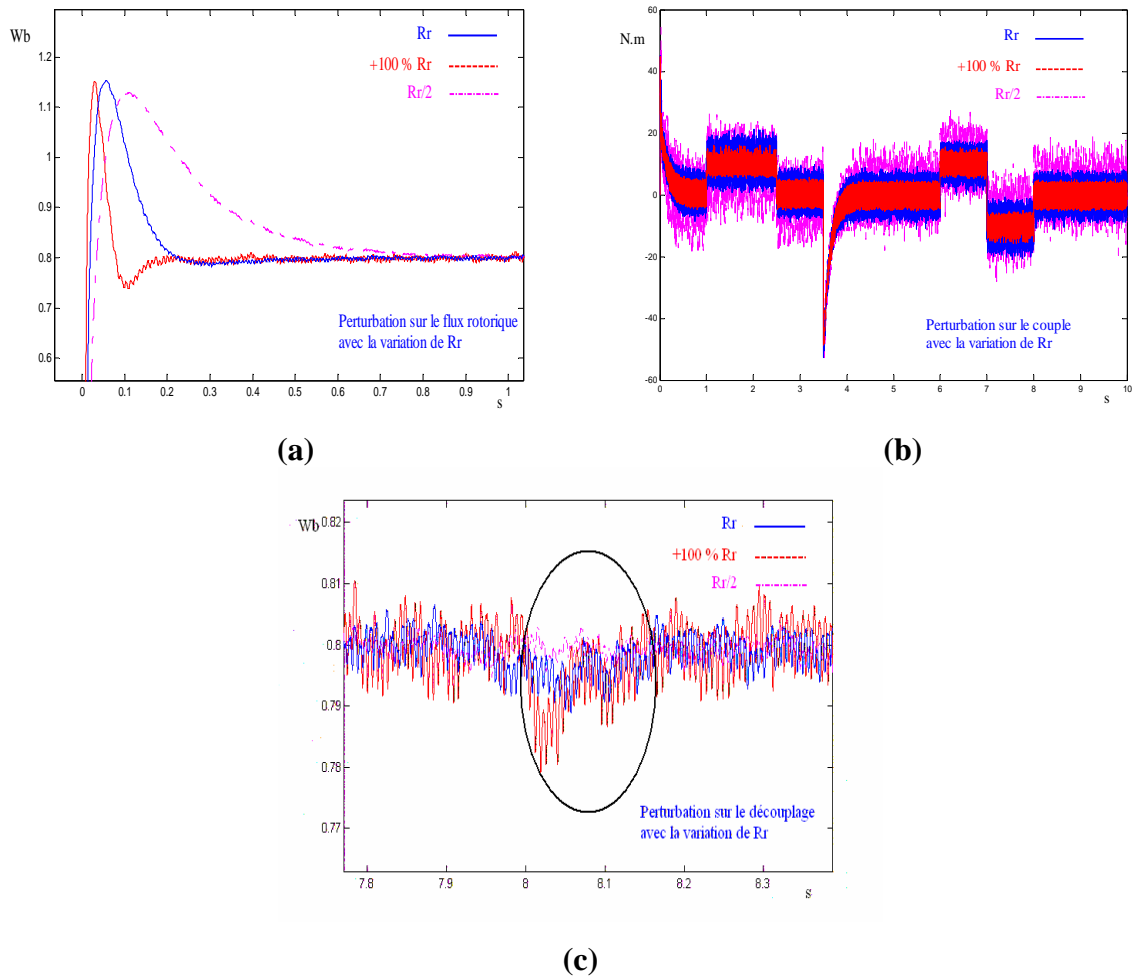 Wb
1.2
1.1
1
0.9
0.8
0.7
0.6
0
0.1
0.2
0.3
0.4
0.5
0.6
0.7
0.8
0.9
1
s
Rr
+100 % Rr
Rr/2
Perturbation sur le flux rotorique
avec la variation de Rr
(a)
N.m
60
40
20
0
-20
-40
-60
0
1
2
3
4
5
6
7
8
9
10
s
Rr
+100 % Rr
Rr/2
Perturbation sur le couple
avec la variation de Rr
(b)
Wb
0.82
0.81
0.8
0.79
0.78
0.77
7.8
7.9
8
8.1
8.2
8.3
s
Rr
+100 % Rr
Rr/2
Perturbation sur le découplage
avec la variation de Rr
(c)